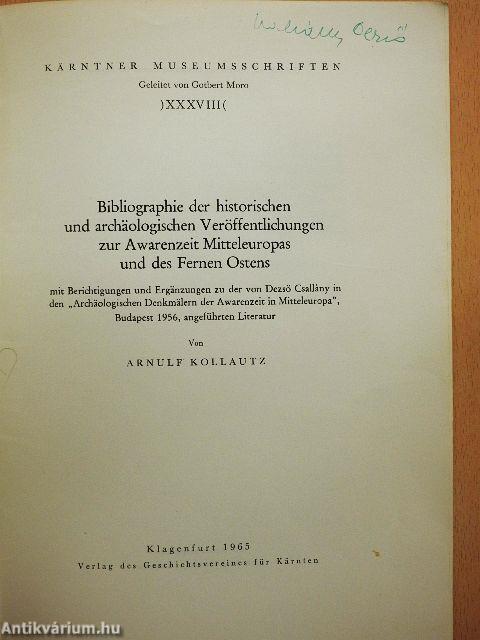 Dezső
KÄRNTNER MUSEUMSSCHRIFTEN
Geleitet von Gotbert Moro
)XXXVIII(
Bibliographie der historischen
und archäologischen Veröffentlichungen
zur Awarenzeit Mitteleuropas
und des Fernen Ostens
mit Berichtigungen und Ergänzungen zu der von Dezsö Csallány in
den „Archäologischen Denkmälern der Awarenzeit in Mitteleuropa”,
Budapest 1956, angeführten Literatur
Von
ARNULF KOLLAUTZ
Klagenfurt 1965
Verlag des Geschichtsvereines für Kärnten
Antikvárium.hu